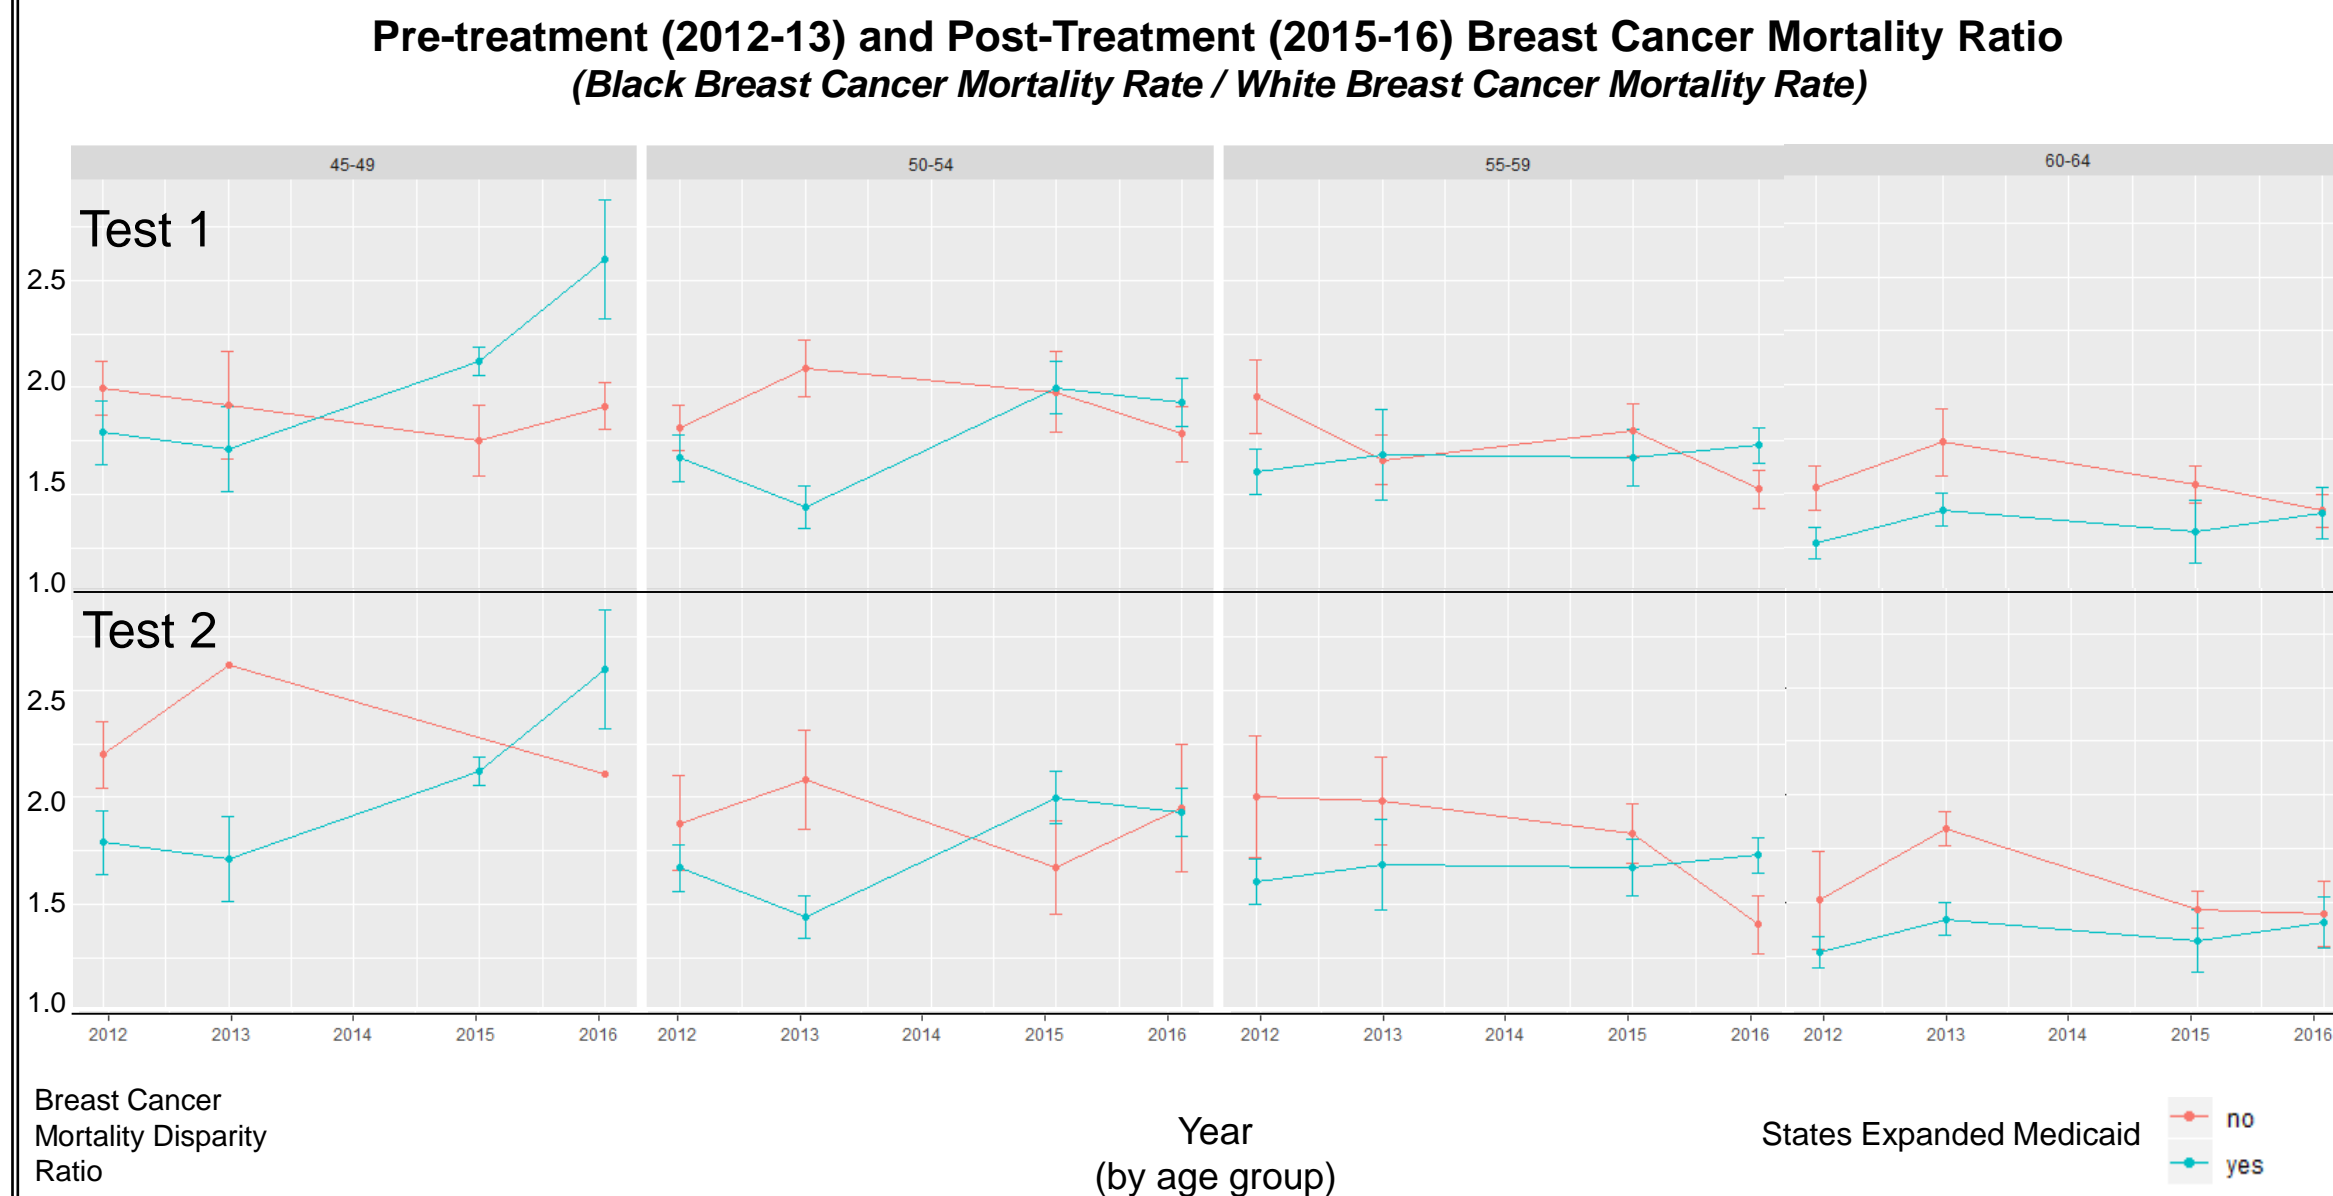 Pre-treatment (2012-13) and Post-Treatment (2015-16) Breast Cancer Mortality Ratio
(Black Breast Cancer Mortality Rate / White Breast Cancer Mortality Rate)
45-49 50-54 55-59 60-64
Test 1
2.5
2.0
1.5
1.0
Test 2
2.5
2.0
1.5
1.0
2012 2013 2014 2015 2016 2012 2013 2014 2015 2016 2012 2013 2014 2015 2016 2012 2013 2014 2015 2016
Breast Cancer
Mortality Disparity
Ratio
Year
(by age group)
States Expanded Medicaid
no
yes